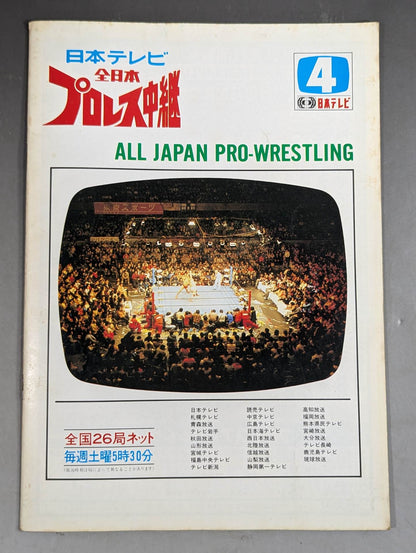 日本テレビ
全日本
プロレス中継
4
日本テレビ
ALL JAPAN PRO-WRESTLING
日本テレビ
札幌テレビ
青森放送
テレビ岩手
秋田放送
山形放送
宮城テレビ
福島中央テレビ
テレビ新潟
読売テレビ
中京テレビ
広島テレビ
日本海テレビ
西日本放送
北陸放送
信越放送
山梨放送
静岡第一テレビ
高知放送
福岡放送
熊本県民テレビ
宮崎放送
大分放送
テレビ長崎
鹿児島テレビ
琉球放送
全国26局ネット
毎週土曜5時30分